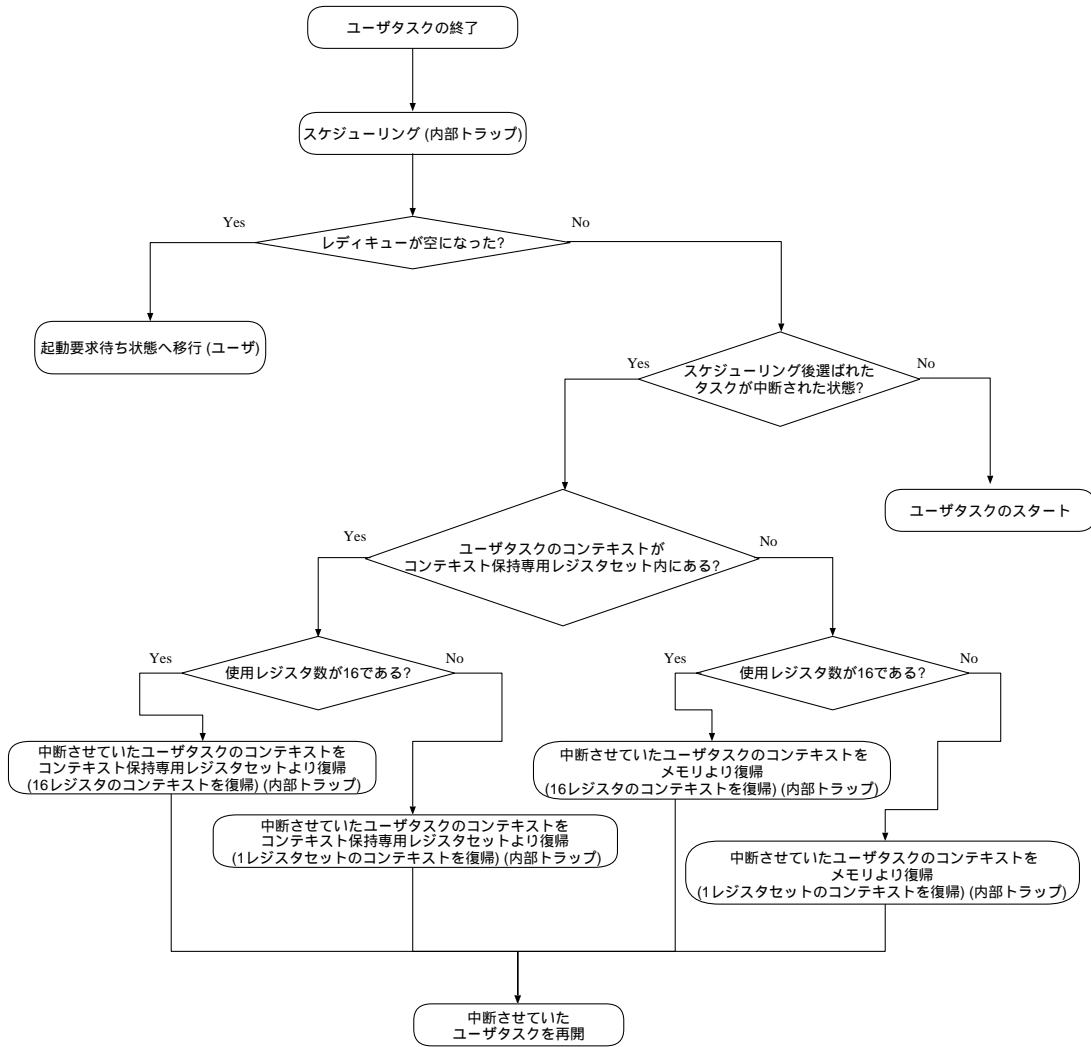 ユーザタスクの終了
スケジューリング (内部トラップ)
Yes
No
レディキューが空になった?
起動要求待ち状態へ移行 (ユーザ)
Yes
No
スケジューリング後選ばれた
タスクが中断された状態?
ユーザタスクのスタート
Yes
No
ユーザタスクのコンテキストが
コンテキスト保持専用レジスタセット内にある?
Yes
No
使用レジスタ数が16である?
Yes
No
使用レジスタ数が16である?
中断させていたユーザタスクのコンテキストを
コンテキスト保持専用レジスタセットより復帰
(16レジスタのコンテキストを復帰) (内部トラップ)
中断させていたユーザタスクのコンテキストを
メモリより復帰
(16レジスタのコンテキストを復帰) (内部トラップ)
中断させていたユーザタスクのコンテキストを
コンテキスト保持専用レジスタセットより復帰
(1レジスタセットのコンテキストを復帰) (内部トラップ)
中断させていたユーザタスクのコンテキストを
メモリより復帰
(1レジスタセットのコンテキストを復帰) (内部トラップ)
中断させていた
ユーザタスクを再開